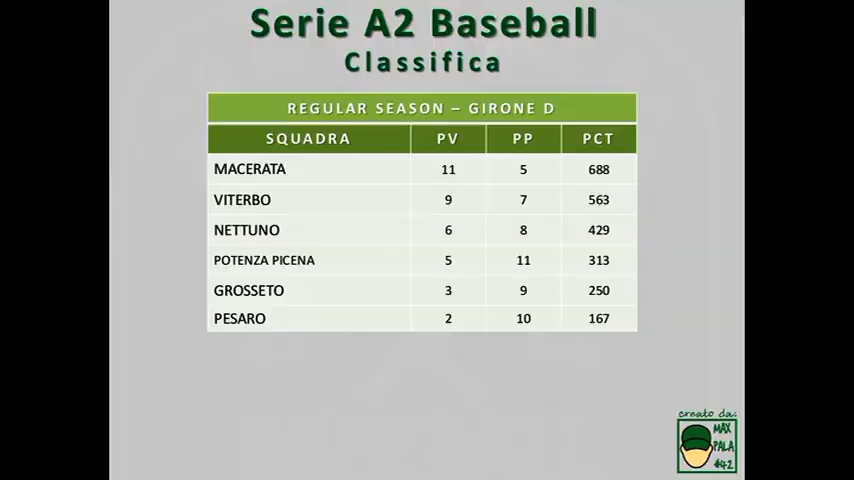 Serie A2 Baseball
Classifica
REGULAR SEASON – GIRONE D
SQUADRA PV PP PCT
MACERATA 11 5 688
VITERBO 9 7 563
NETTUNO 6 8 429
POTENZA PICENA 5 11 313
GROSSETO 3 9 250
PESARO 2 10 167
creato da:
MAX
PALA
#42